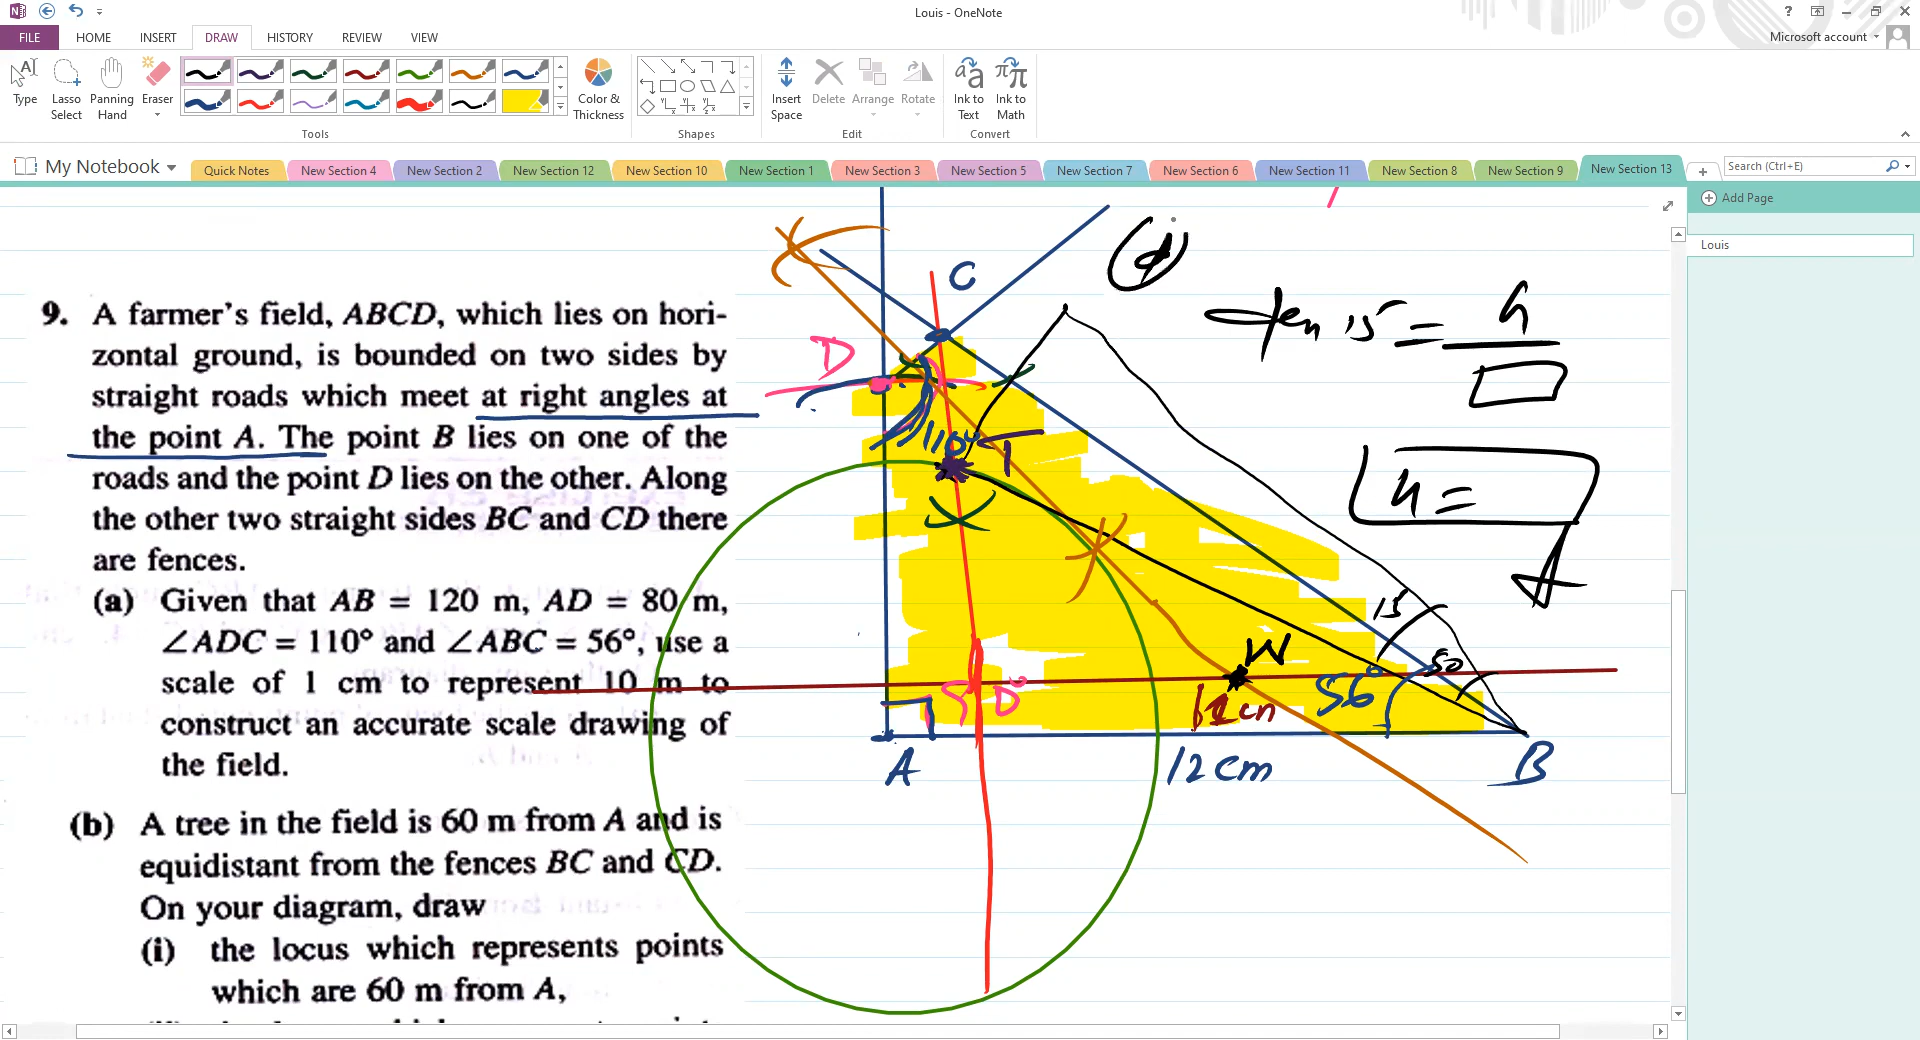 Louis - OneNote
Microsoft account
FILE HOME INSERT DRAW HISTORY REVIEW VIEW
Type
Lasso Select
Panning Hand
Eraser
Color & Thickness
Insert Space
Delete
Arrange
Rotate
Ink to Text
Ink to Math
Tools
Shapes
Edit
Convert
My Notebook
Quick Notes
New Section 4
New Section 2
New Section 12
New Section 10
New Section 1
New Section 3
New Section 5
New Section 7
New Section 6
New Section 11
New Section 8
New Section 9
New Section 13
Search (Ctrl+E)
Add Page
Louis
9. A farmer's field, ABCD, which lies on hori-
zontal ground, is bounded on two sides by
straight roads which meet at right angles at
the point A. The point B lies on one of the
roads and the point D lies on the other. Along
the other two straight sides BC and CD there
are fences.
(a) Given that AB = 120 m, AD = 80 m,
∠ADC = 110° and ∠ABC = 56°, use a
scale of 1 cm to represent 10 m to
construct an accurate scale drawing of
the field.
(b) A tree in the field is 60 m from A and is
equidistant from the fences BC and CD.
On your diagram, draw
(i) the locus which represents points
which are 60 m from A,
C
(d)
D
110°
T
tan 15 = h
h =
15
50
W
56°
A
12 cm
B